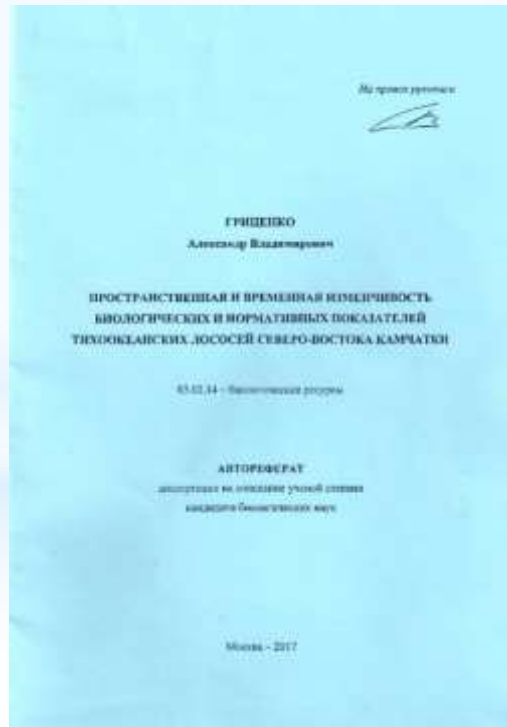 На правах рукописи
ГРИЦЕНКО
Александр Владимирович
ПРОСТРАНСТВЕННАЯ И ВРЕМЕННАЯ ИЗМЕНЧИВОСТЬ
БИОЛОГИЧЕСКИХ И НОРМАТИВНЫХ ПОКАЗАТЕЛЕЙ
ТИХООКЕАНСКИХ ЛОСОСЕЙ СЕВЕРО-ВОСТОКА КАМЧАТКИ
03.02.14 – биологические ресурсы
АВТОРЕФЕРАТ
диссертации на соискание ученой степени
кандидата биологических наук
Москва – 2017